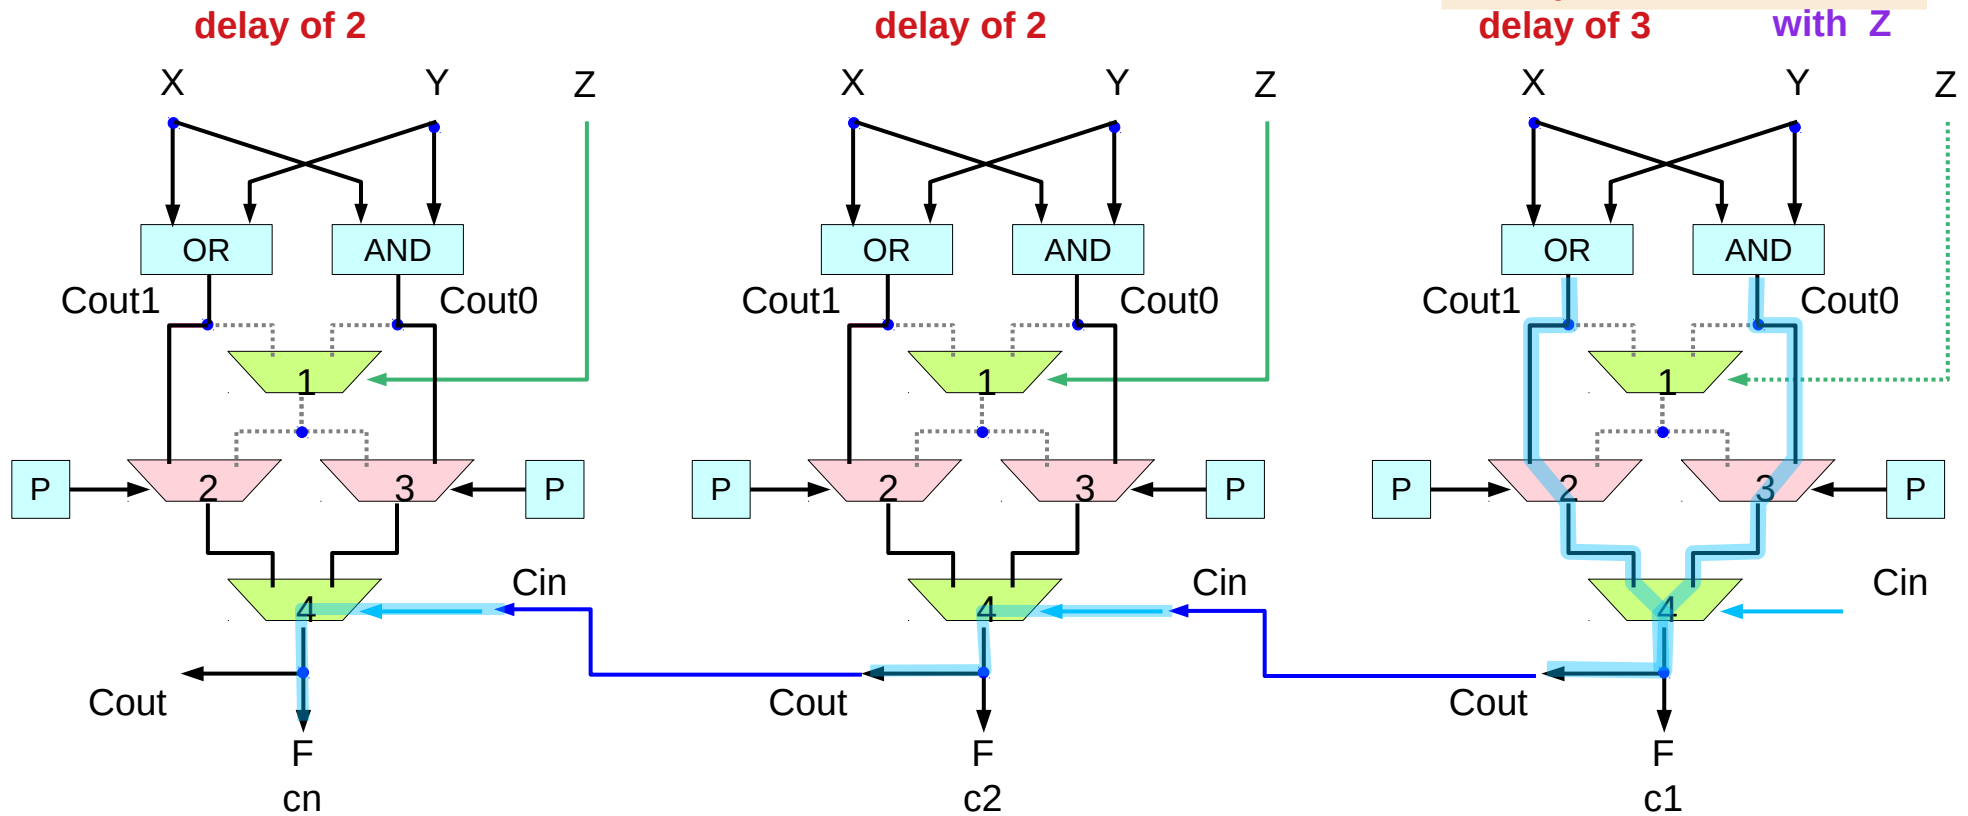 delay of 2
delay of 2
delay of 3
with Z
X Y Z
X Y Z
X Y Z
OR AND
OR AND
OR AND
Cout1 Cout0
Cout1 Cout0
Cout1 Cout0
1
1
1
P 2 3 P
P 2 3 P
P 2 3 P
Cin
Cin
Cin
4
4
4
Cout
Cout
Cout
F
F
F
cn
c2
c1